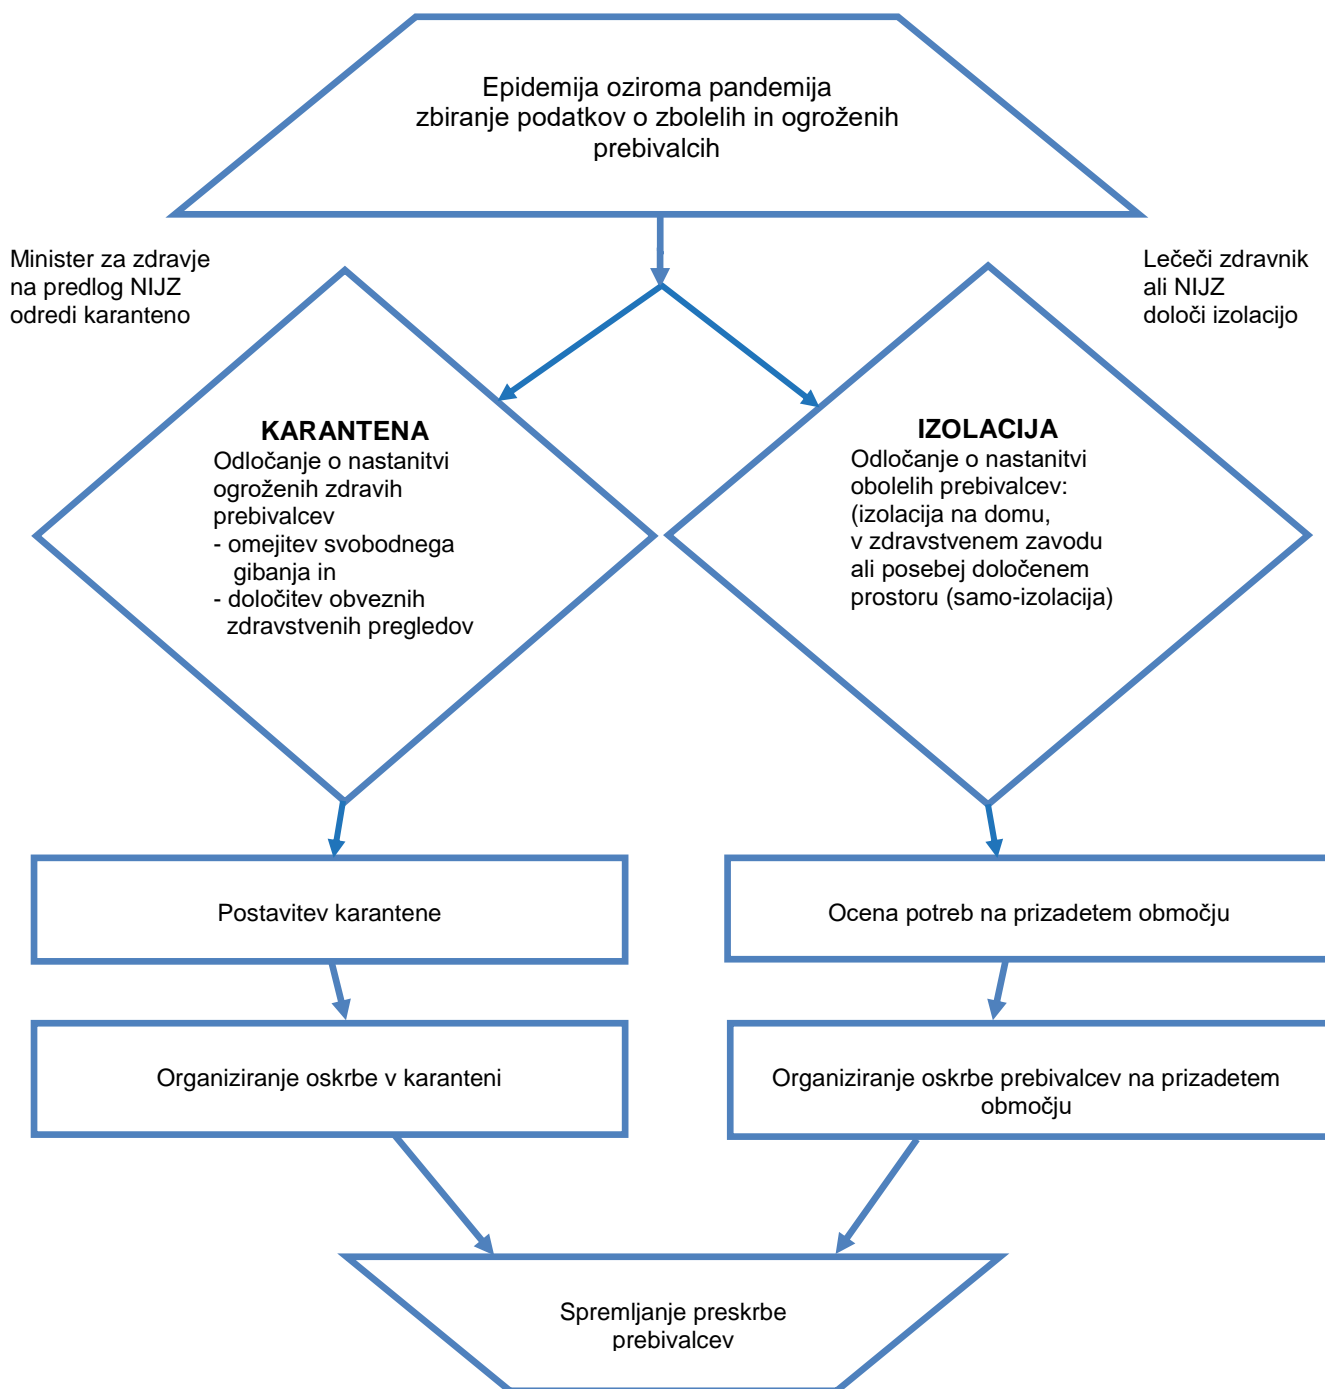 Epidemija oziroma pandemija
zbiranje podatkov o zbolelih in ogroženih
prebivalcih
Minister za zdravje
na predlog NIJZ
odredi karanteno
Lečeči zdravnik
ali NIJZ
določi izolacijo
KARANTENA
Odločanje o nastanitvi
ogroženih zdravih
prebivalcev
- omejitev svobodnega
gibanja in
- določitev obveznih
zdravstvenih pregledov
IZOLACIJA
Odločanje o nastanitvi
obolelih prebivalcev:
(izolacija na domu,
v zdravstvenem zavodu
ali posebej določenem
prostoru (samo-izolacija)
Postavitev karantene
Ocena potreb na prizadetem območju
Organiziranje oskrbe v karanteni
Organiziranje oskrbe prebivalcev na prizadetem
območju
Spremljanje preskrbe
prebivalcev